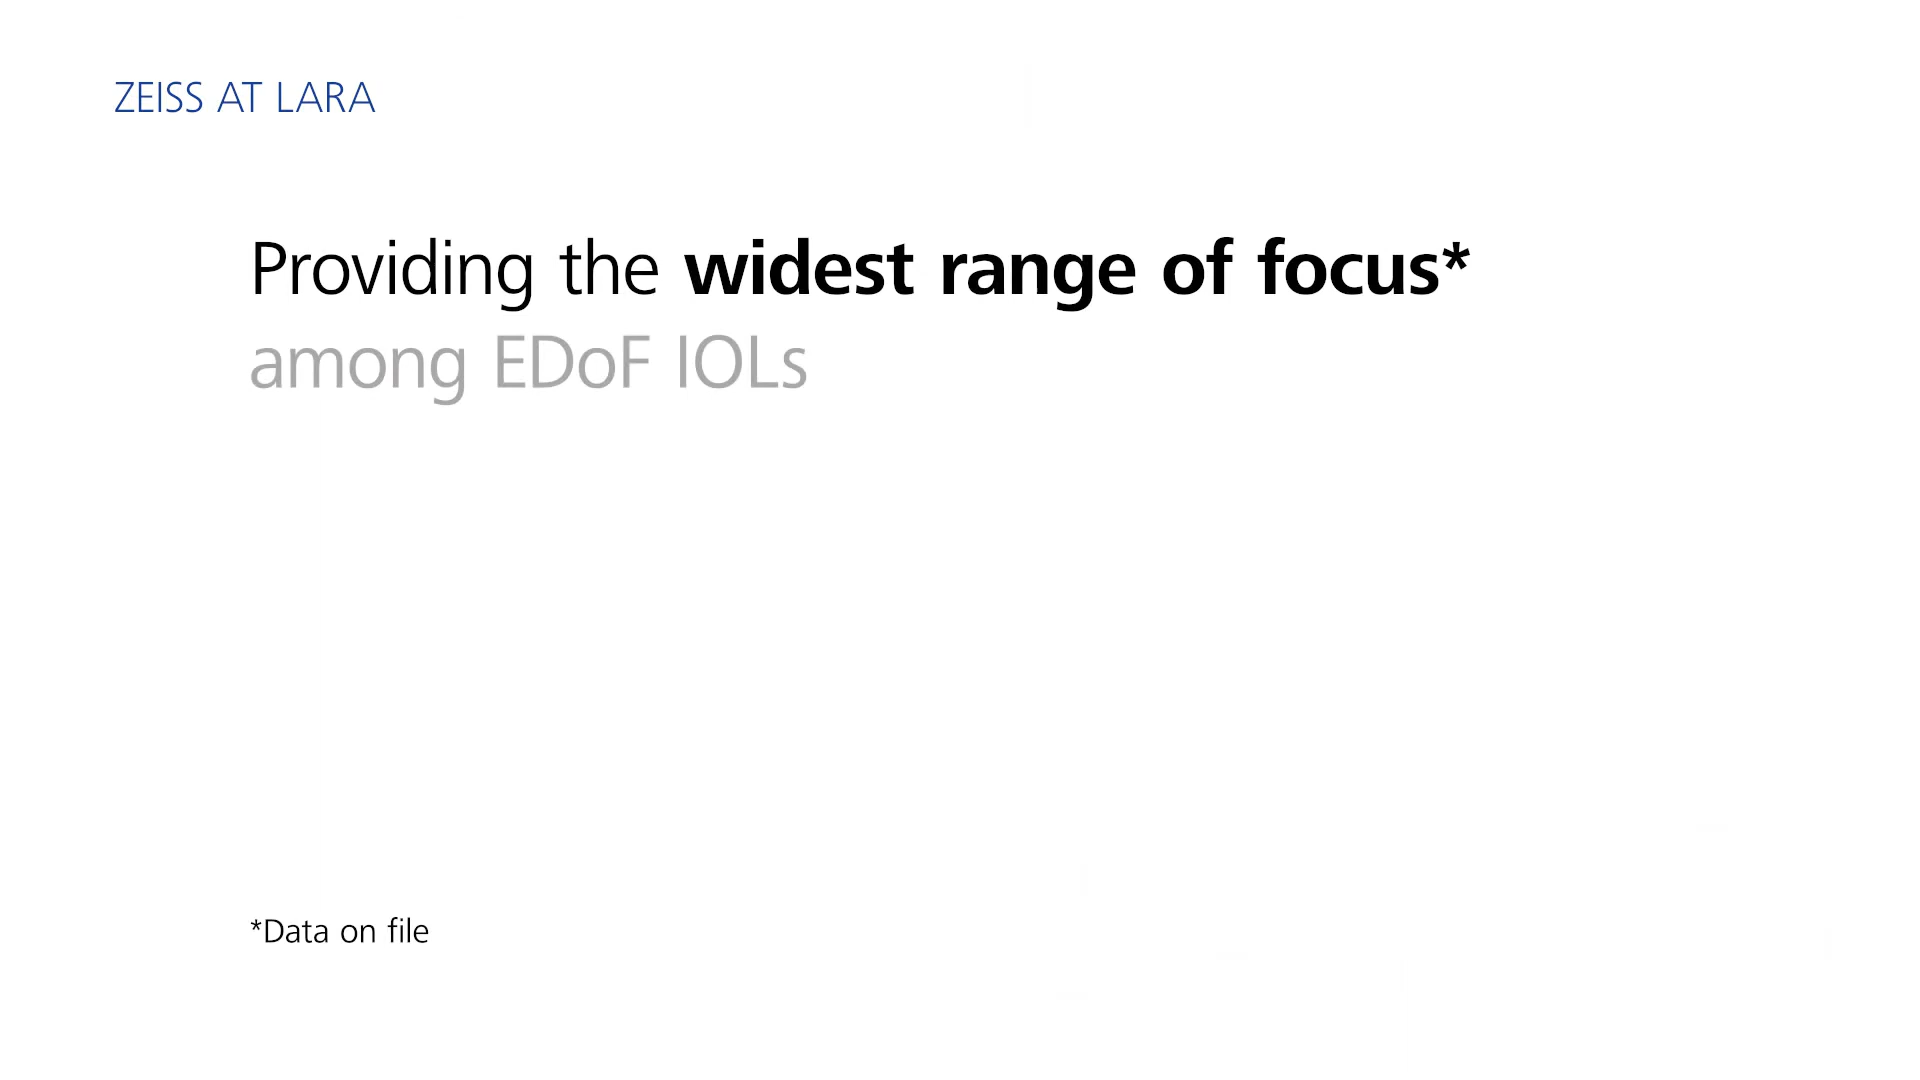 ZEISS AT LARA
Providing the widest range of focus*
among EDoF IOLs
*Data on file